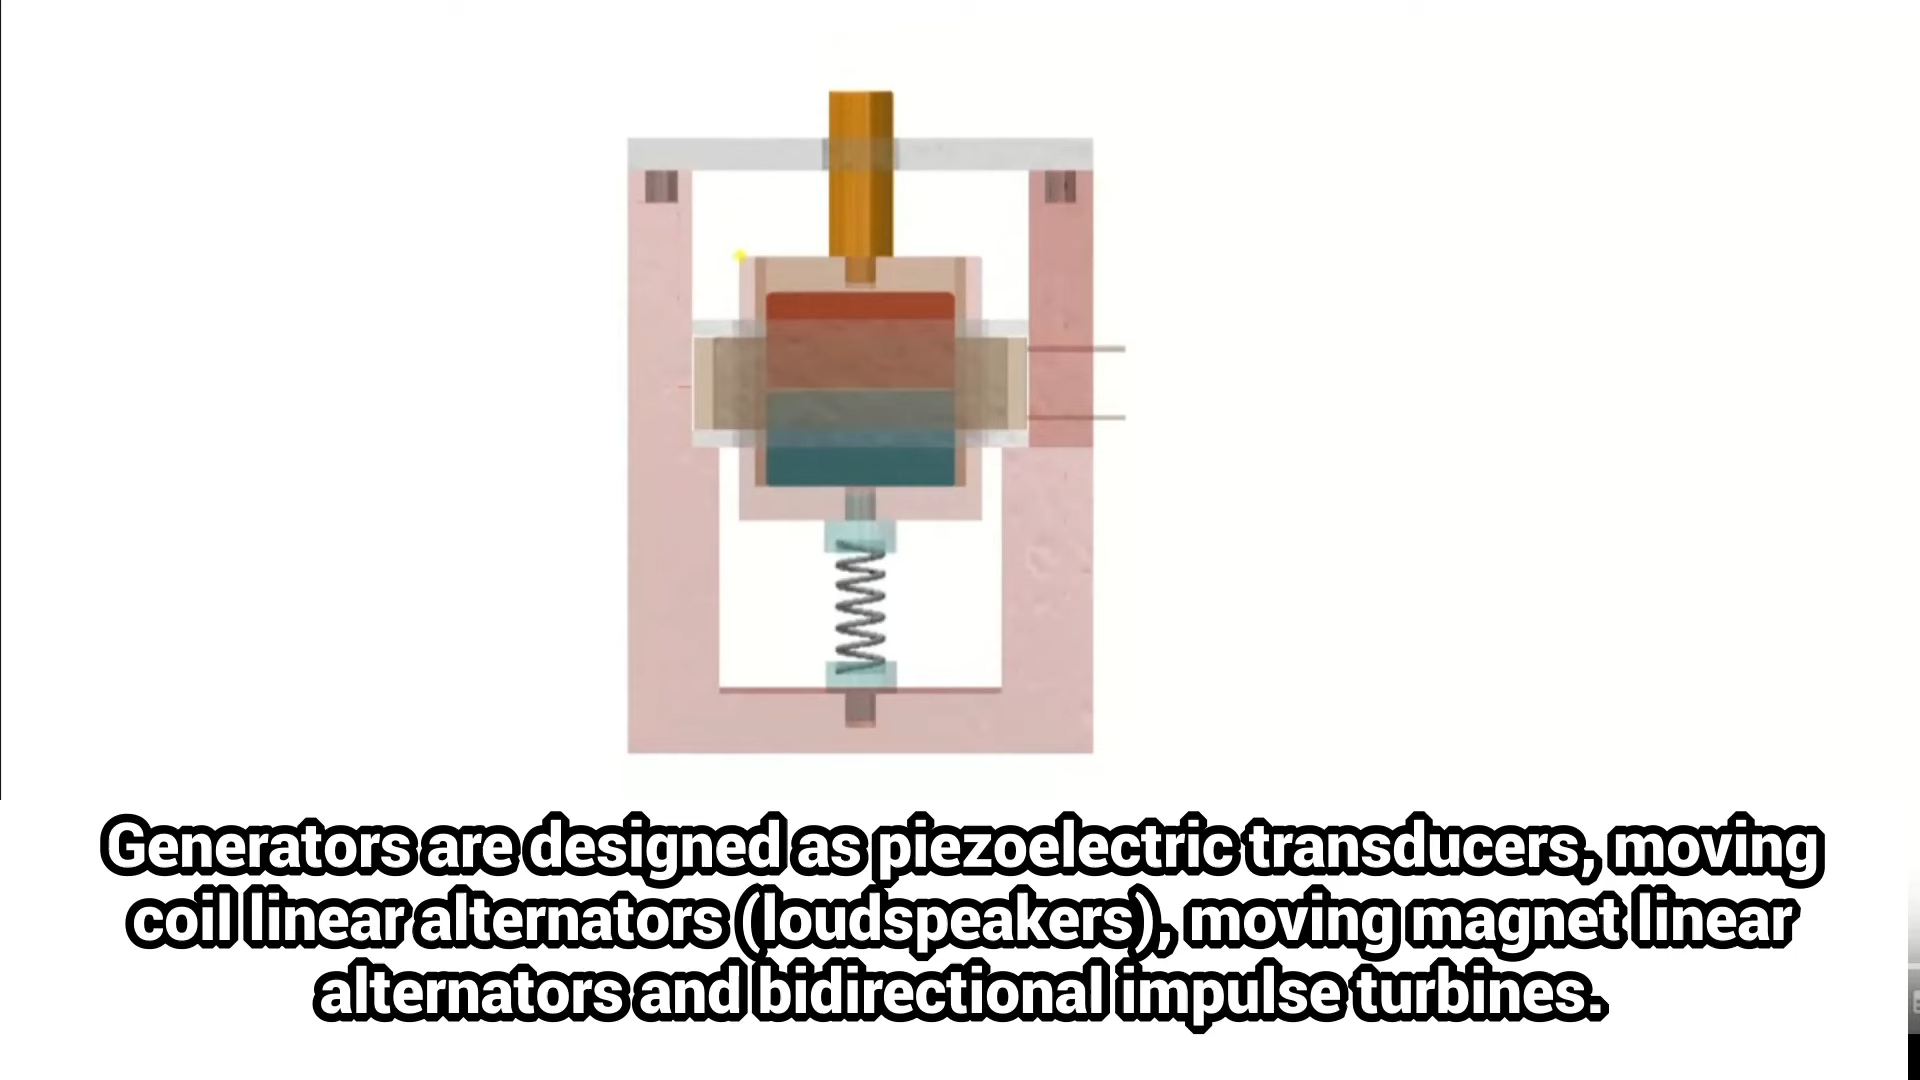 Generators are designed as piezoelectric transducers, moving
coil linear alternators (loudspeakers), moving magnet linear
alternators and bidirectional impulse turbines.